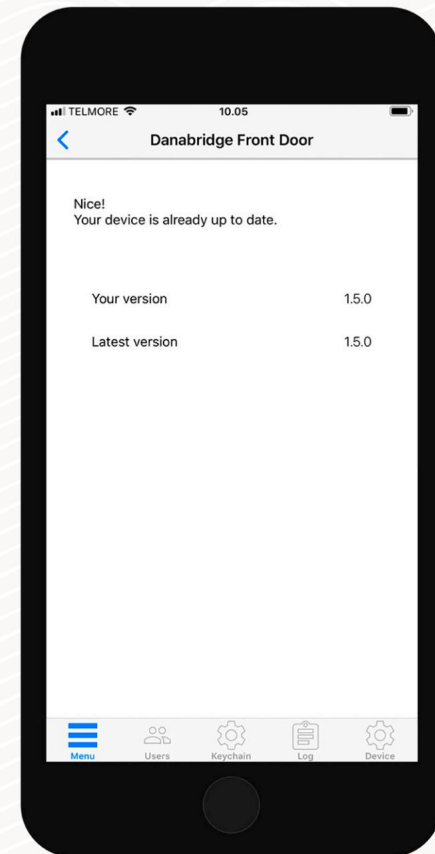 TELMORE 10.05
Danabridge Front Door
Nice!
Your device is already up to date.
Your version 1.5.0
Latest version 1.5.0
Menu Users Keychain Log Device